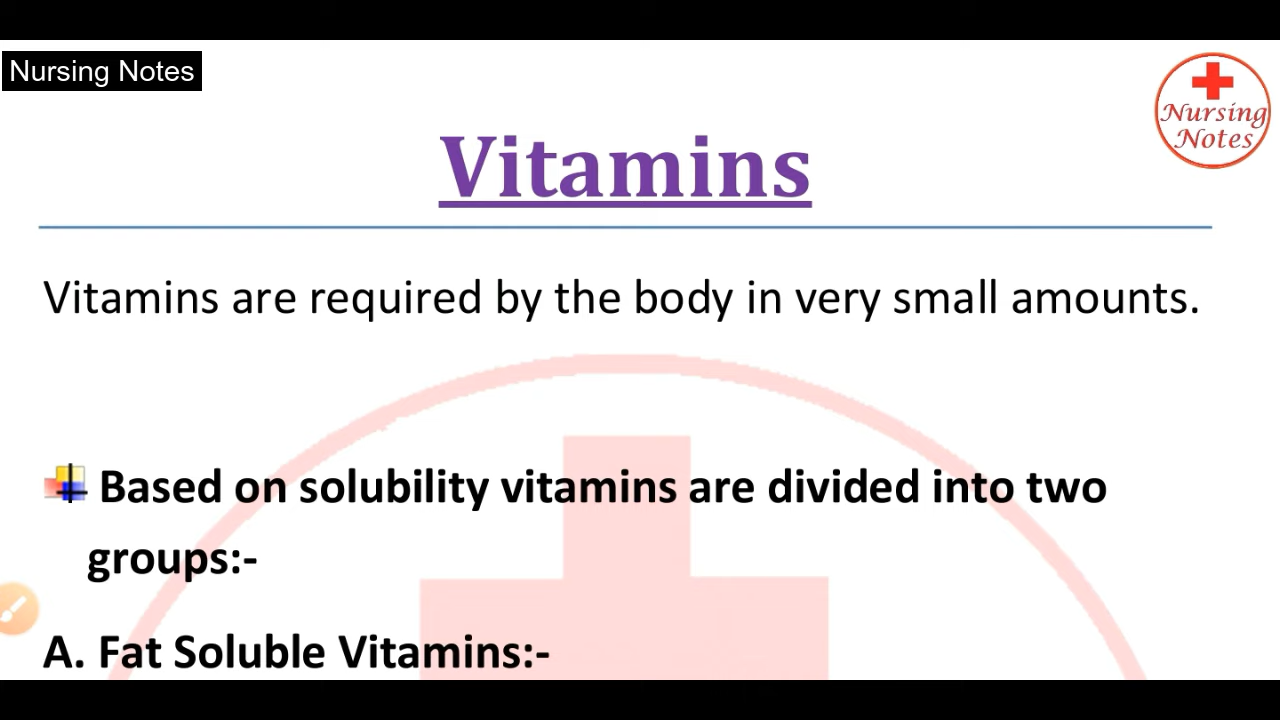 Nursing Notes
Nursing
Notes
Vitamins
Vitamins are required by the body in very small amounts.
Based on solubility vitamins are divided into two
groups:-
A. Fat Soluble Vitamins:-